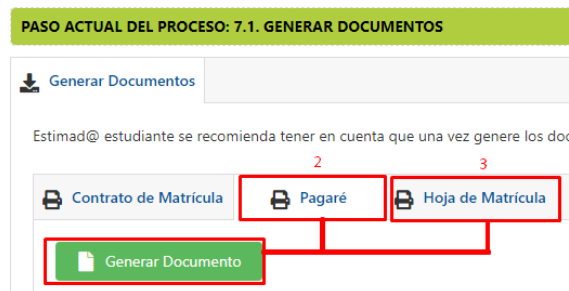 PASO ACTUAL DEL PROCESO: 7.1. GENERAR DOCUMENTOS
Generar Documentos
Estimad@ estudiante se recomienda tener en cuenta que una vez genere los doc
2 3
Contrato de Matrícula Pagaré Hoja de Matrícula
Generar Documento